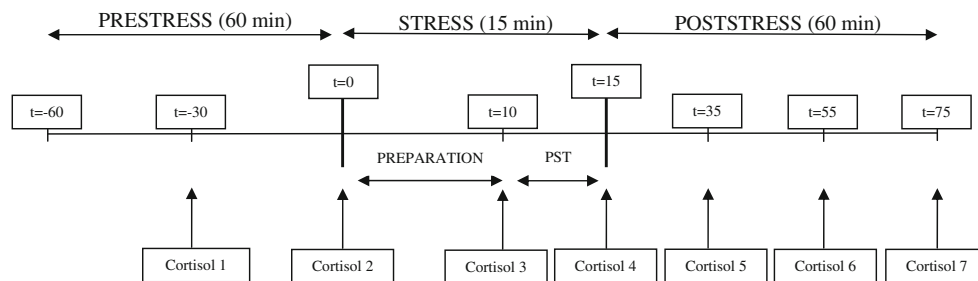 PRESTRESS (60 min) STRESS (15 min) POSTSTRESS (60 min)
t=0 t=15
t=-60 t=-30 t=10 t=35 t=55 t=75
PREPARATION PST
Cortisol 1 Cortisol 2 Cortisol 3 Cortisol 4 Cortisol 5 Cortisol 6 Cortisol 7